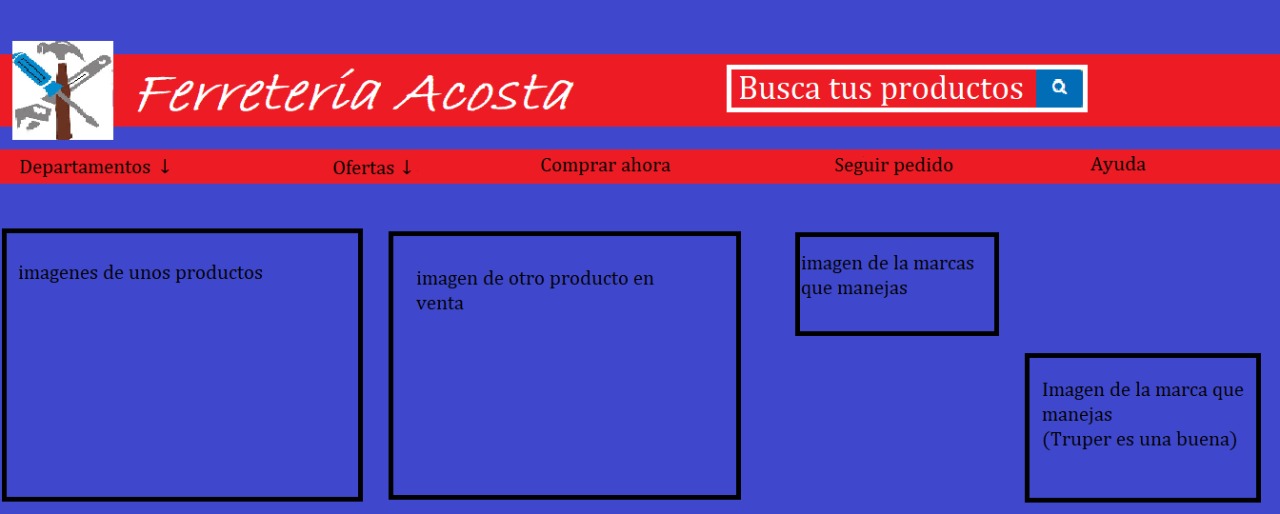 Ferretería Acosta
Busca tus productos
Departamentos ↓
Ofertas ↓
Comprar ahora
Seguir pedido
Ayuda
imagenes de unos productos
imagen de otro producto en
venta
imagen de la marcas
que manejas
Imagen de la marca que
manejas
(Truper es una buena)